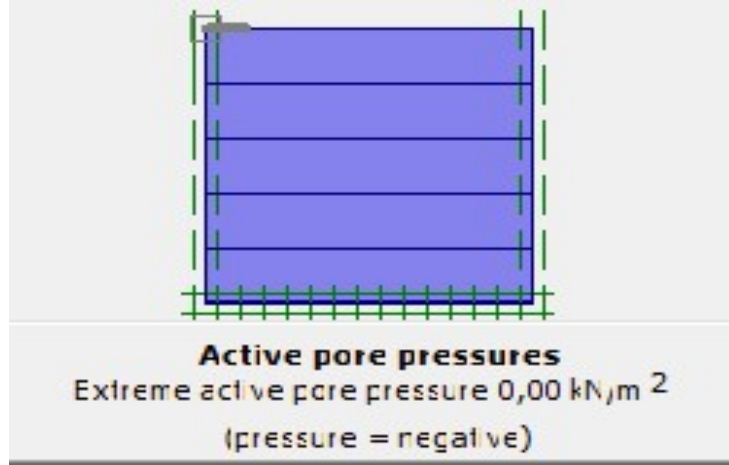 Active pore pressures
Extreme active pore pressure 0,00 kN/m 2
(pressure = negative)